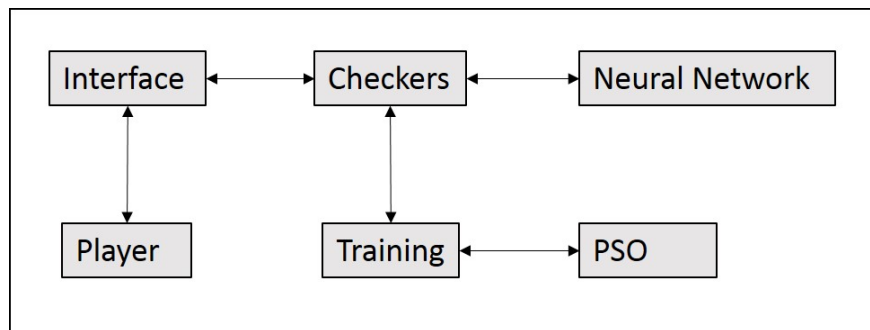 Interface
Checkers
Neural Network
Player
Training
PSO